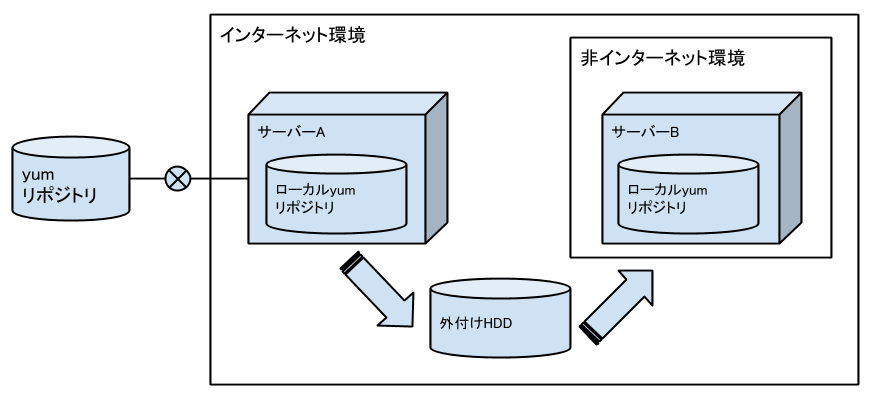 インターネット環境
非インターネット環境
サーバーA
サーバーB
yum
リポジトリ
ローカルyum
リポジトリ
ローカルyum
リポジトリ
外付けHDD